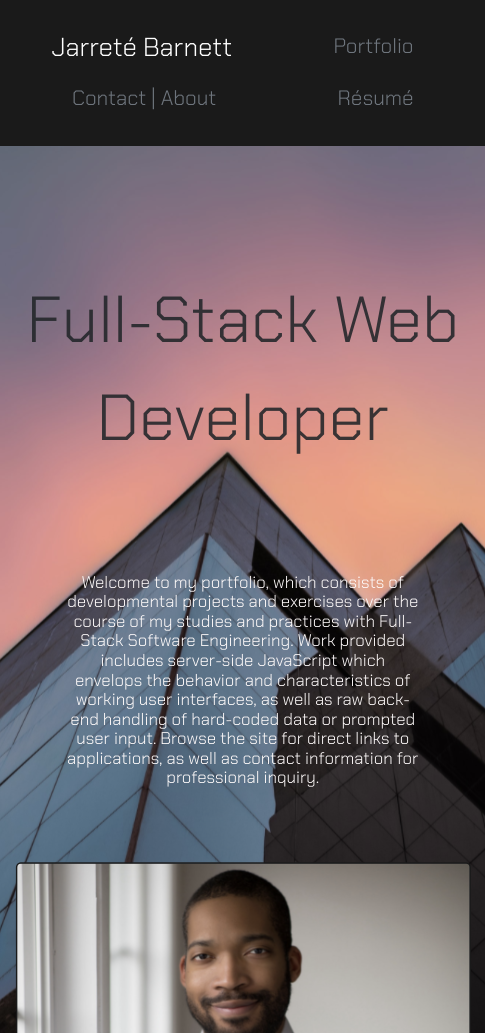 Jarreté Barnett
Portfolio
Contact | About
Résumé
Full-Stack Web
Developer
Welcome to my portfolio, which consists of
developmental projects and exercises over the
course of my studies and practices with Full-
Stack Software Engineering. Work provided
includes server-side JavaScript which
envelops the behavior and characteristics of
working user interfaces, as well as raw back-
end handling of hard-coded data or prompted
user input. Browse the site for direct links to
applications, as well as contact information for
professional inquiry.